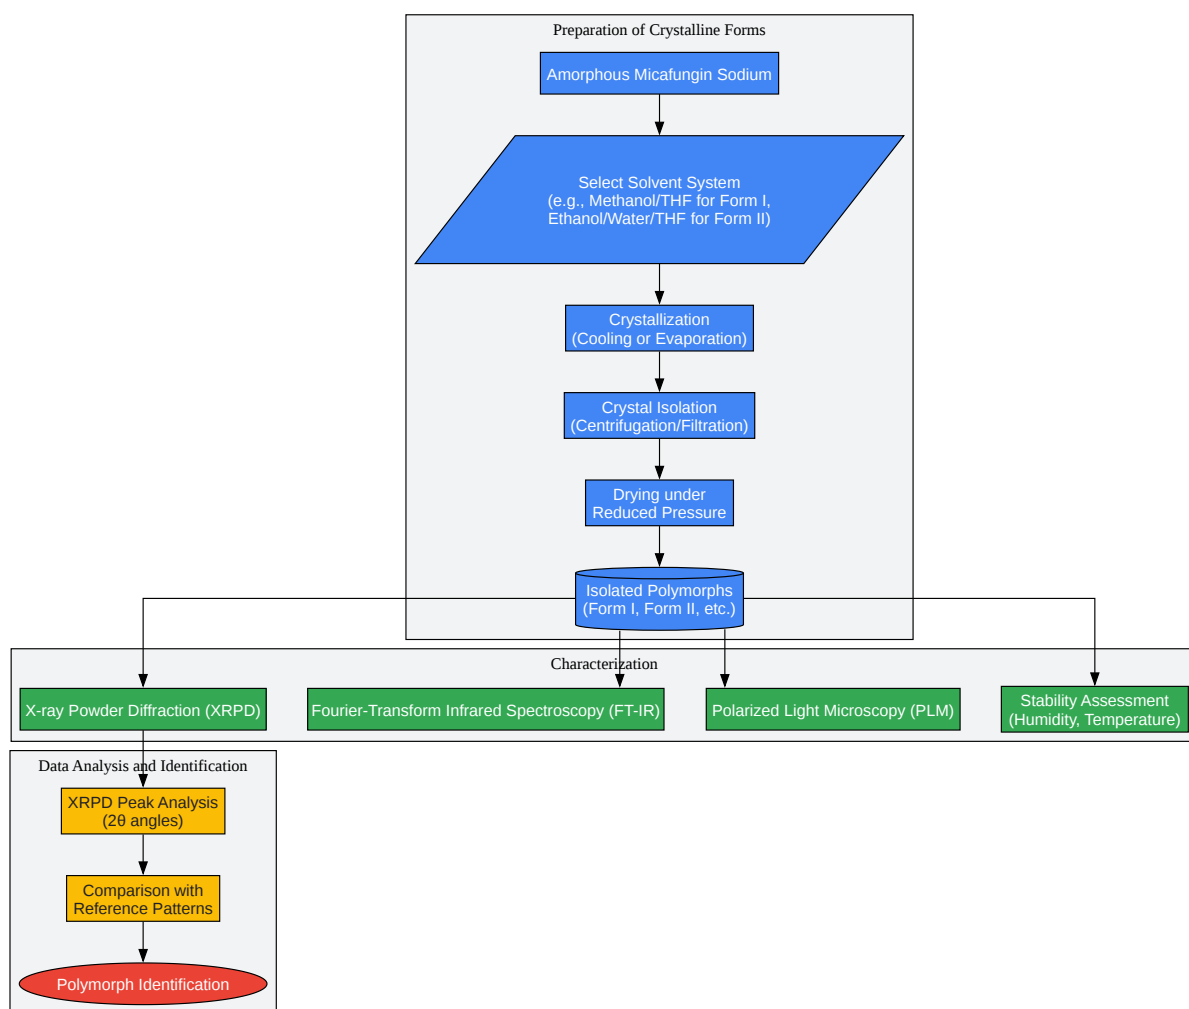 Preparation of Crystalline Forms
Amorphous Micafungin Sodium
Select Solvent System
(e.g., Methanol/THF for Form I,
Ethanol/Water/THF for Form II)
Crystallization
(Cooling or Evaporation)
Crystal Isolation
(Centrifugation/Filtration)
Drying under
Reduced Pressure
Isolated Polymorphs
(Form I, Form II, etc.)
Characterization
X-ray Powder Diffraction (XRPD)
Fourier-Transform Infrared Spectroscopy (FT-IR)
Polarized Light Microscopy (PLM)
Stability Assessment
(Humidity, Temperature)
Data Analysis and Identification
XRPD Peak Analysis
(2θ angles)
Comparison with
Reference Patterns
Polymorph Identification